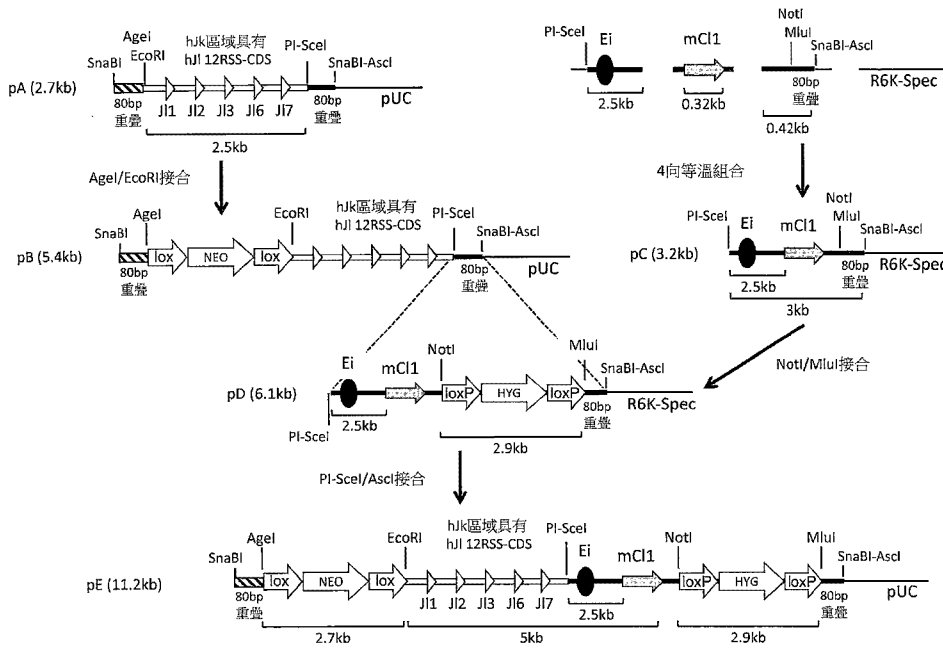 AgeI
EcoRI
SnaBI
hJk區域具有
hJl 12RSS-CDS
PI-SceI
SnaBI-AscI
pA (2.7kb)
80bp
重疊
Jl1 Jl2 Jl3 Jl6 Jl7
80bp
重疊
pUC
2.5kb
PI-SceI
Ei
mCl1
NotI
MluI
SnaBI-AscI
2.5kb
0.32kb
80bp
重疊
R6K-Spec
0.42kb
AgeI/EcoRI接合
4向等溫組合
AgeI
SnaBI
EcoRI
hJk區域具有
hJl 12RSS-CDS
PI-SceI
SnaBI-AscI
pB (5.4kb)
lox NEO lox
80bp
重疊
80bp
重疊
pUC
PI-SceI
Ei
mCl1
NotI
MluI
SnaBI-AscI
pC (3.2kb)
80bp
重疊
R6K-Spec
2.5kb
3kb
NotI/MluI接合
Ei
mCl1
NotI
MluI
SnaBI-AscI
pD (6.1kb)
loxP HYG loxP
80bp
重疊
R6K-Spec
PI-SceI
2.5kb
2.9kb
PI-SceI/AscI接合
AgeI
SnaBI
EcoRI
hJk區域具有
hJl 12RSS-CDS
PI-SceI
Ei
mCl1
NotI
MluI
SnaBI-AscI
pE (11.2kb)
lox NEO lox
loxP HYG loxP
80bp
重疊
Jl1 Jl2 Jl3 Jl6 Jl7
2.5kb
80bp
重疊
pUC
2.7kb
5kb
2.9kb